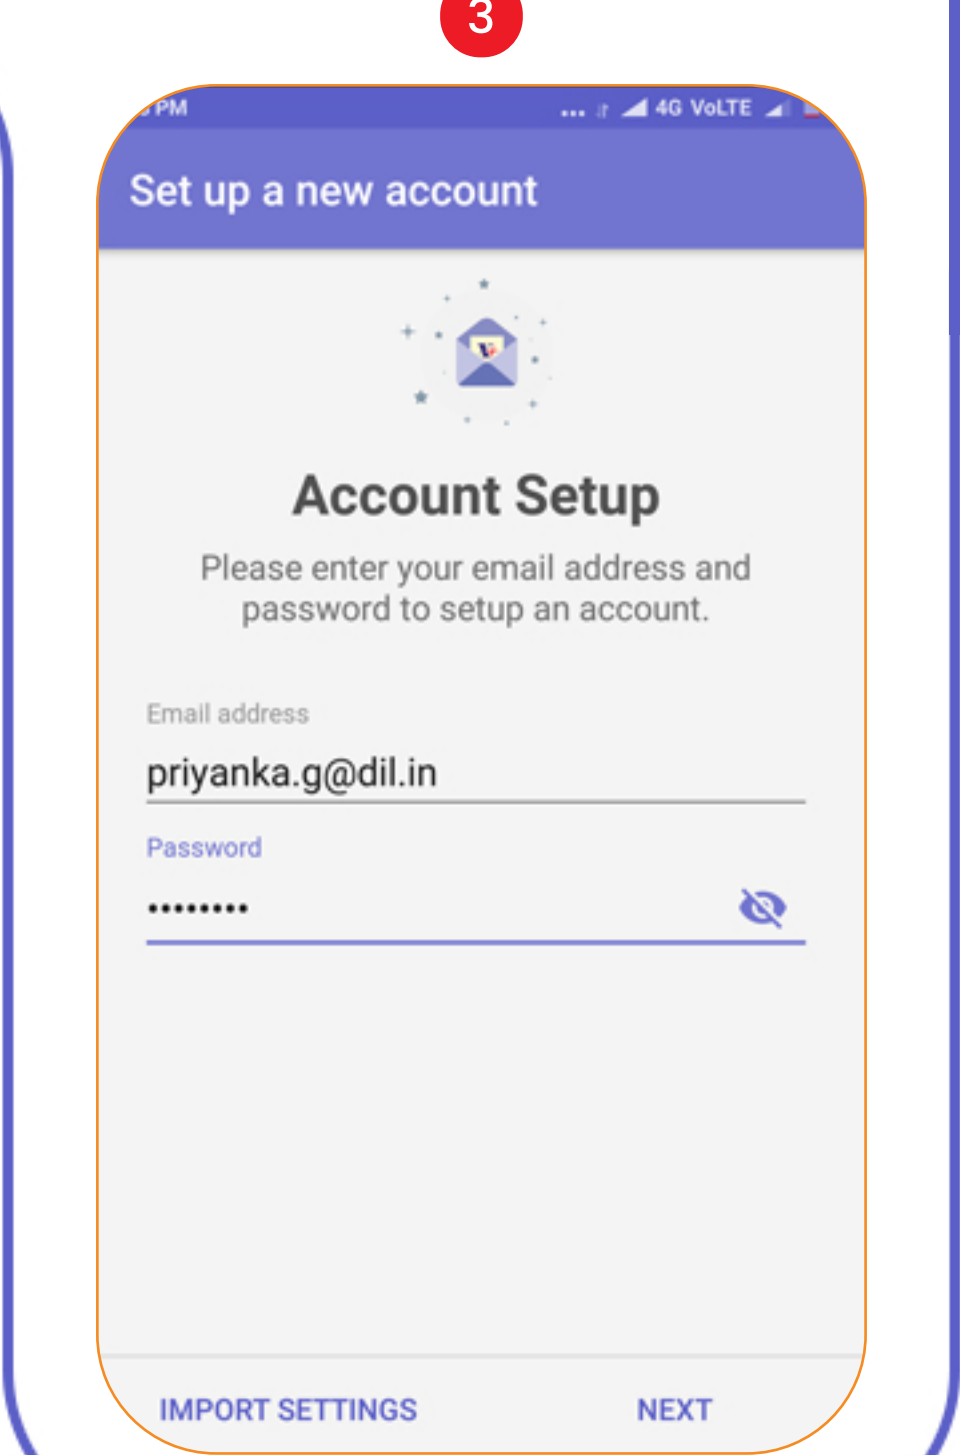 3
PM
4G VoLTE
Set up a new account
Account Setup
Please enter your email address and
password to setup an account.
Email address
priyanka.g@dil.in
Password
••••••••
IMPORT SETTINGS
NEXT